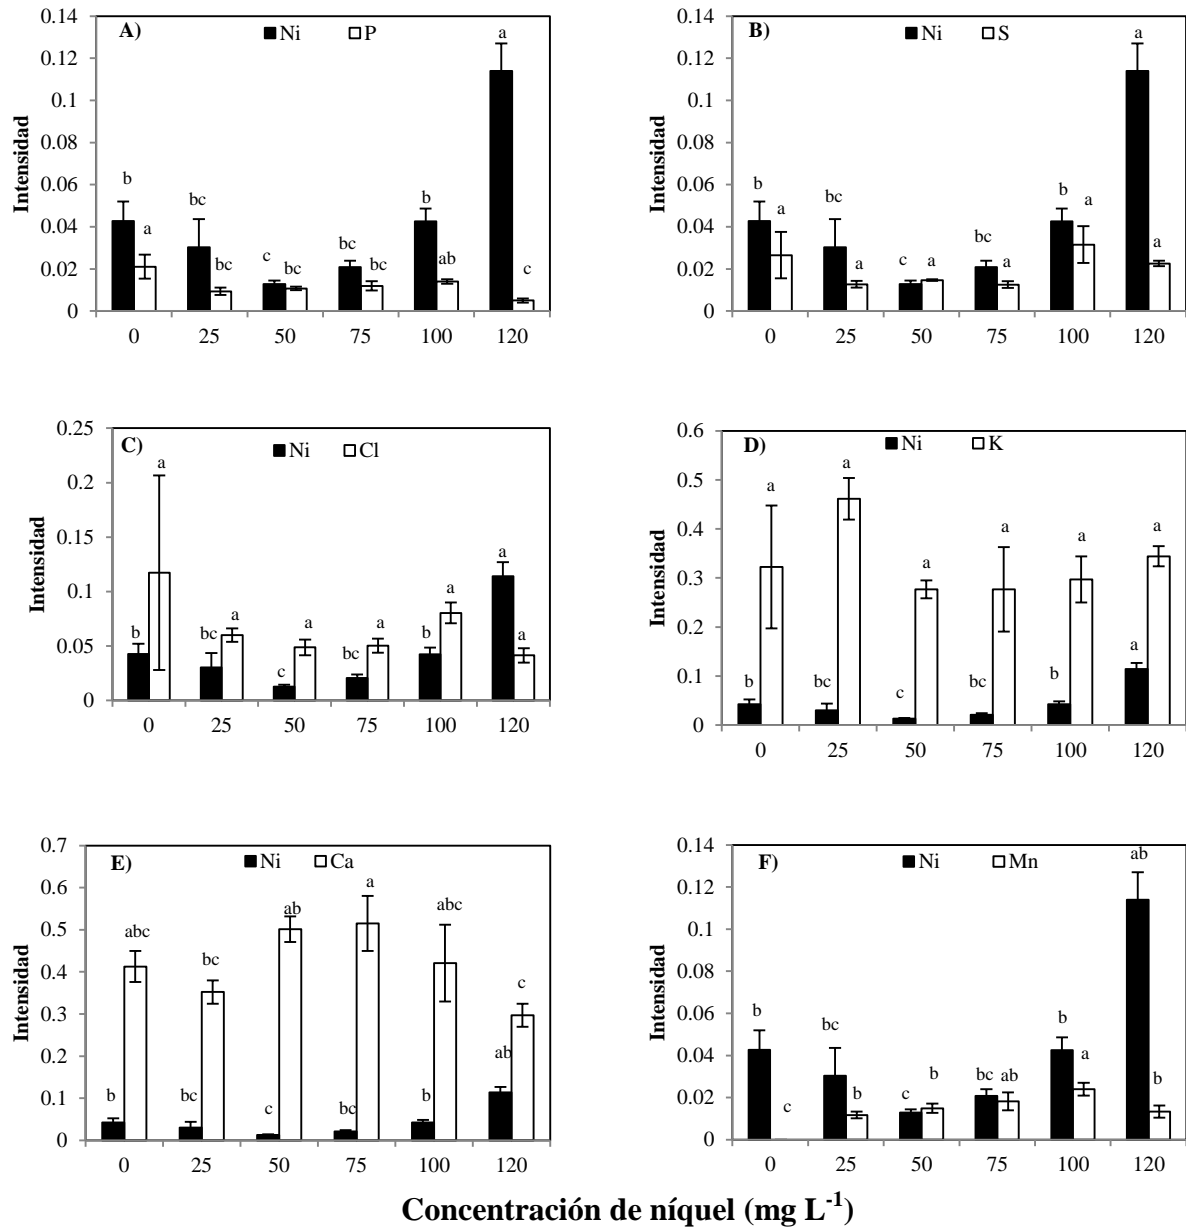 A) Ni P
0.14
0.12
0.1
0.08
0.06
0.04
0.02
0
Intensidad
b a bc bc c bc bc bc b ab a c
0 25 50 75 100 120
B) Ni S
0.14
0.12
0.1
0.08
0.06
0.04
0.02
0
Intensidad
b a bc a c a bc a b a a a
0 25 50 75 100 120
C) Ni Cl
0.25
0.2
0.15
0.1
0.05
0
Intensidad
b a bc a c a bc a b a a a
0 25 50 75 100 120
D) Ni K
0.6
0.5
0.4
0.3
0.2
0.1
0
Intensidad
b a bc a c a bc a b a a a
0 25 50 75 100 120
E) Ni Ca
0.7
0.6
0.5
0.4
0.3
0.2
0.1
0
Intensidad
b abc bc bc c ab bc a b abc ab c
0 25 50 75 100 120
F) Ni Mn
0.14
0.12
0.1
0.08
0.06
0.04
0.02
0
Intensidad
b c bc b c b bc ab b a ab b
0 25 50 75 100 120
Concentración de níquel (mg L-1)